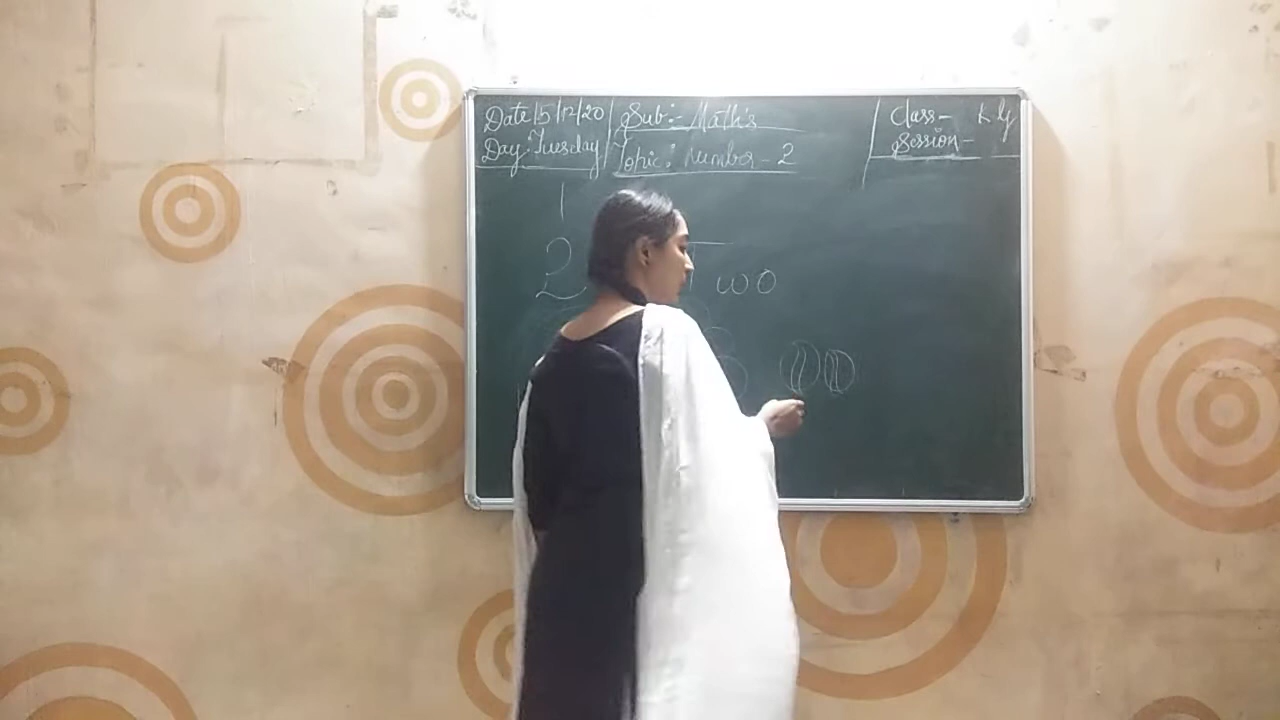 Date 15/12/20 Sub:- Math's Class- K G
Day: Tuesday Topic: Number - 2 Session-
1
2 Two